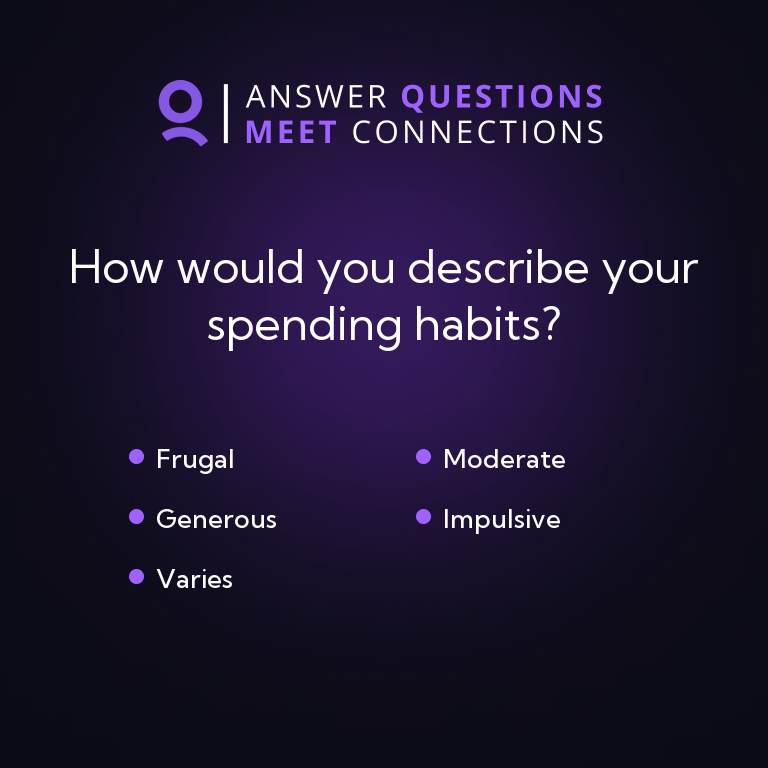 ANSWER QUESTIONS
MEET CONNECTIONS
How would you describe your
spending habits?
Frugal
Moderate
Generous
Impulsive
Varies